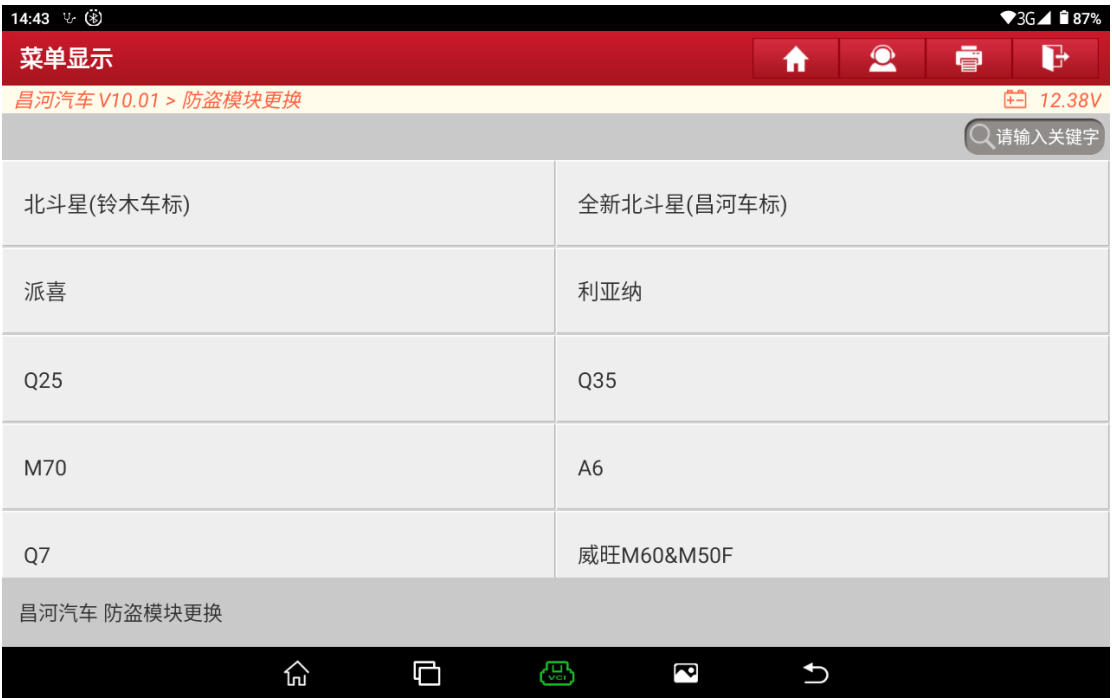 14:43 3G 87%
菜单显示
昌河汽车 V10.01 > 防盗模块更换 12.38V
请输入关键字
北斗星(铃木车标) 全新北斗星(昌河车标)
派喜 利亚纳
Q25 Q35
M70 A6
Q7 威旺M60&M50F
昌河汽车 防盗模块更换
VCI